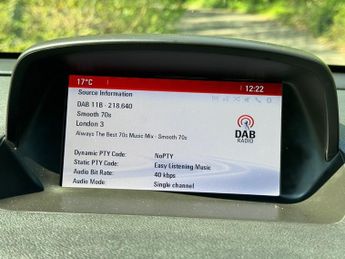 17°C 12:22
Source Information
DAB 11B - 218.640
Smooth 70s
London 3
Always The Best 70s Music Mix - Smooth 70s
DAB
RADIO
Dynamic PTY Code: NoPTY
Static PTY Code: Easy Listening Music
Audio Bit Rate: 40 kbps
Audio Mode: Single channel